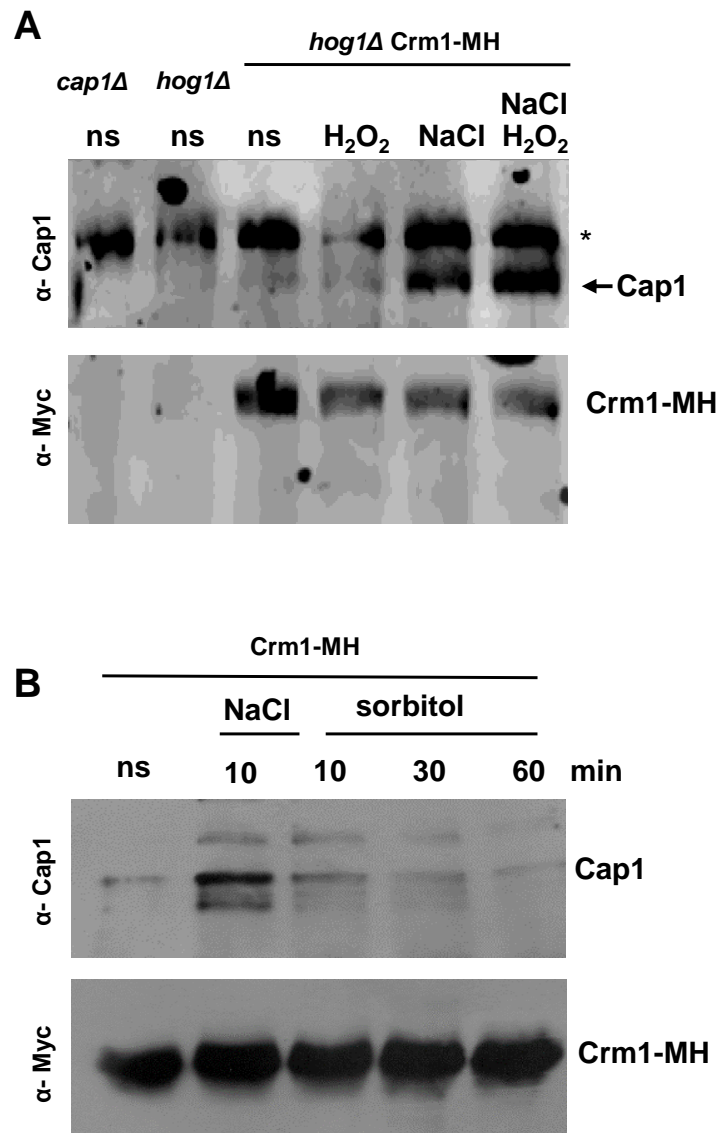 A
hog1Δ Crm1-MH
cap1Δ hog1Δ
NaCl
ns ns ns H₂O₂ NaCl H₂O₂
α- Cap1
*
Cap1
α- Myc
Crm1-MH
Crm1-MH
B
NaCl sorbitol
ns 10 10 30 60 min
α- Cap1
Cap1
α- Myc
Crm1-MH